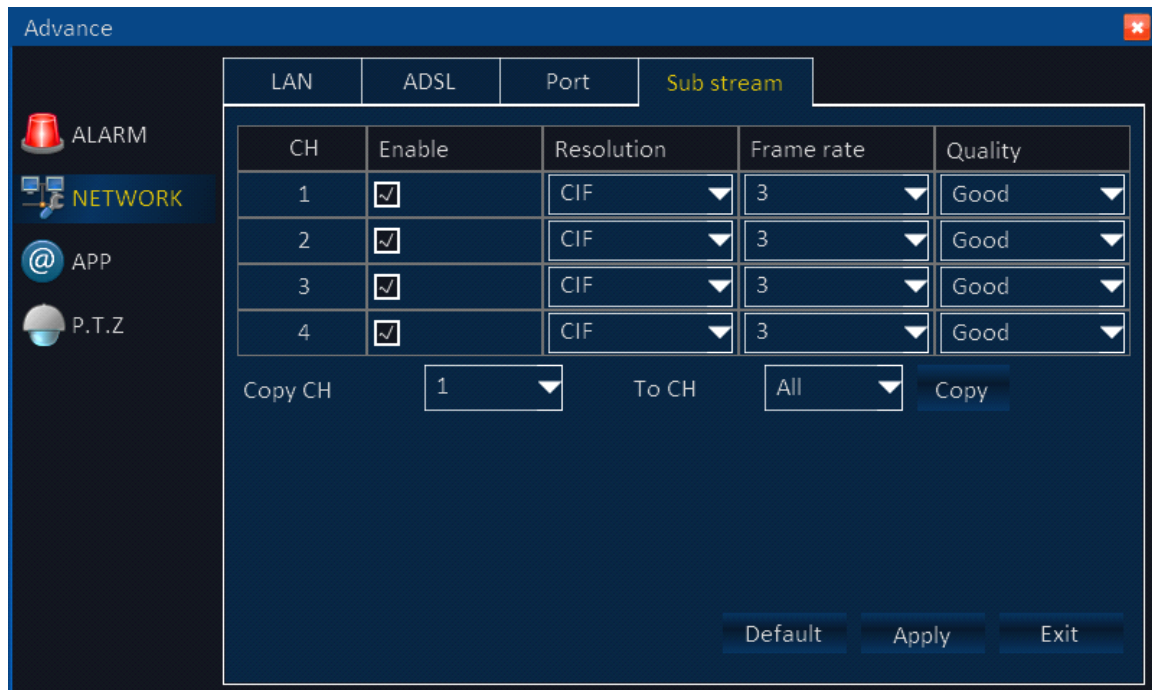 Advance
LAN ADSL Port Sub stream
ALARM
NETWORK
APP
P.T.Z
CH Enable Resolution Frame rate Quality
1 CIF 3 Good
2 CIF 3 Good
3 CIF 3 Good
4 CIF 3 Good
Copy CH 1 To CH All Copy
Default Apply Exit